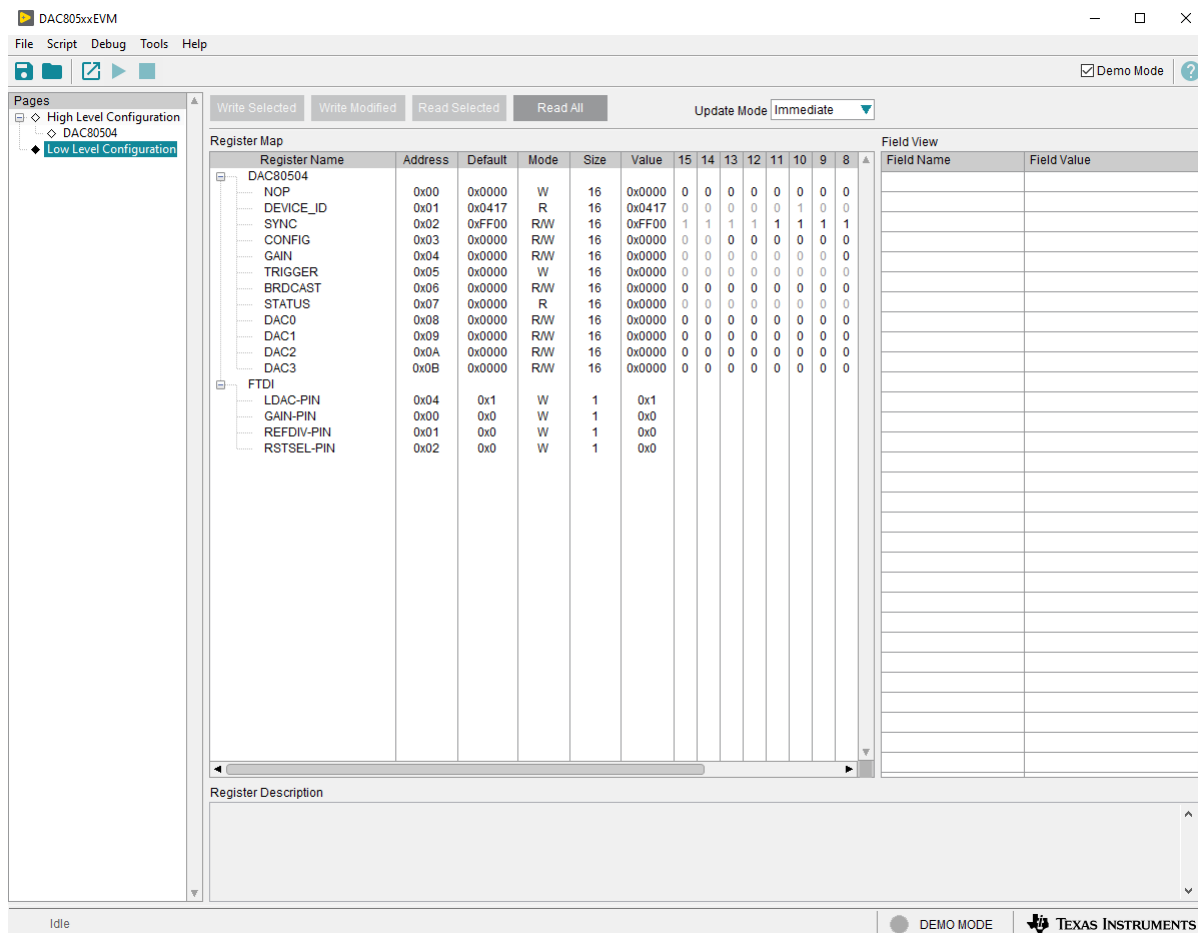 DAC805xxEVM
File Script Debug Tools Help
Demo Mode ?
Pages
High Level Configuration
DAC80504
Low Level Configuration
Write Selected Write Modified Read Selected Read All Update Mode Immediate
Register Map
Register Name Address Default Mode Size Value 15 14 13 12 11 10 9 8
DAC80504
NOP 0x00 0x0000 W 16 0x0000 0 0 0 0 0 0 0 0
DEVICE_ID 0x01 0x0417 R 16 0x0417 0 0 0 0 0 1 0 0
SYNC 0x02 0xFF00 R/W 16 0xFF00 1 1 1 1 1 1 1 1
CONFIG 0x03 0x0000 R/W 16 0x0000 0 0 0 0 0 0 0 0
GAIN 0x04 0x0000 R/W 16 0x0000 0 0 0 0 0 0 0 0
TRIGGER 0x05 0x0000 W 16 0x0000 0 0 0 0 0 0 0 0
BRDCAST 0x06 0x0000 R/W 16 0x0000 0 0 0 0 0 0 0 0
STATUS 0x07 0x0000 R 16 0x0000 0 0 0 0 0 0 0 0
DAC0 0x08 0x0000 R/W 16 0x0000 0 0 0 0 0 0 0 0
DAC1 0x09 0x0000 R/W 16 0x0000 0 0 0 0 0 0 0 0
DAC2 0x0A 0x0000 R/W 16 0x0000 0 0 0 0 0 0 0 0
DAC3 0x0B 0x0000 R/W 16 0x0000 0 0 0 0 0 0 0 0
FTDI
LDAC-PIN 0x04 0x1 W 1 0x1
GAIN-PIN 0x00 0x0 W 1 0x0
REFDIV-PIN 0x01 0x0 W 1 0x0
RSTSEL-PIN 0x02 0x0 W 1 0x0
Field View
Field Name Field Value
Register Description
Idle
DEMO MODE
TEXAS INSTRUMENTS